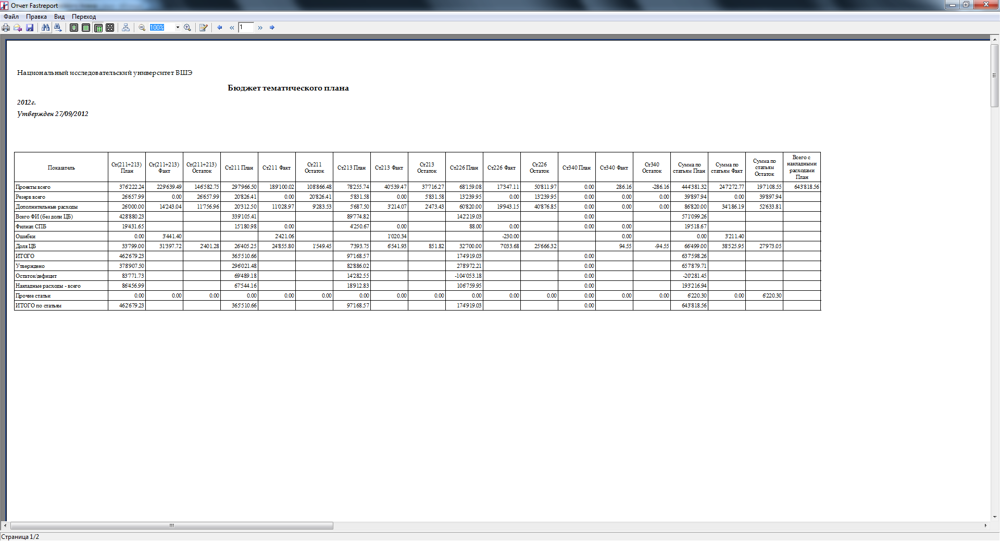 Отчет Fastreport
Файл Правка Вид Переход
100% 1
Национальный исследовательский университет ВШЭ
Бюджет тематического плана
2012г.
Утвержден 27/09/2012
Показатель Ст(211+213) План Ст(211+213) Факт Ст(211+213) Остаток Ст211 План Ст211 Факт Ст211 Остаток Ст213 План Ст213 Факт Ст213 Остаток Ст226 План Ст226 Факт Ст226 Остаток Ст340 План Ст340 Факт Ст340 Остаток Сумма по статьям План Сумма по статьям Факт Сумма по статьям Остаток Всего с накладными расходами План
Проекты всего 376'222.24 229'639.49 146'582.75 297'966.50 189'100.02 108'866.48 78'255.74 40'539.47 37'716.27 68'159.08 17'347.11 50'811.97 0.00 286.16 -286.16 444'381.32 247'272.77 197'108.55 643'818.56
Резерв всего 26'657.99 0.00 26'657.99 20'826.41 0.00 20'826.41 5'831.58 0.00 5'831.58 13'239.95 0.00 13'239.95 0.00 0.00 0.00 39'897.94 0.00 39'897.94
Дополнительные расходы 26'000.00 14'243.04 11'756.96 20'312.50 11'028.97 9'283.53 5'687.50 3'214.07 2'473.43 60'820.00 19'943.15 40'876.85 0.00 0.00 0.00 86'820.00 34'186.19 52'633.81
Всего ФИ (без доли ЦБ) 428'880.23 339'105.41 89'774.82 142'219.03 0.00 571'099.26
Филиал СПБ 19'431.65 15'180.98 0.00 4'250.67 0.00 88.00 0.00 0.00 0.00 19'518.67
Ошибки 0.00 3'441.40 2'421.06 1'020.34 -230.00 0.00 0.00 3'211.40
Доля ЦБ 33'799.00 31'397.72 2'401.28 26'405.25 24'855.80 1'549.45 7'393.75 6'541.93 851.82 32'700.00 7'033.68 25'666.32 94.55 -94.55 66'499.00 38'525.95 27'973.05
ИТОГО 462'679.23 365'510.66 97'168.57 174'919.03 0.00 637'598.26
Утверждено 378'907.50 296'021.48 82'886.02 278'972.21 0.00 657'879.71
Остаток/дефицит 83'771.73 69'489.18 14'282.55 -104'053.18 0.00 -20'281.45
Накладные расходы - всего 86'456.99 67'544.16 18'912.83 106'759.95 0.00 193'216.94
Прочие статьи 0.00 0.00 0.00 0.00 0.00 0.00 0.00 0.00 0.00 0.00 0.00 0.00 0.00 0.00 0.00 6'220.30 0.00 6'220.30
ИТОГО по статьям 462'679.23 365'510.66 97'168.57 174'919.03 0.00 643'818.56
Страница 1/2